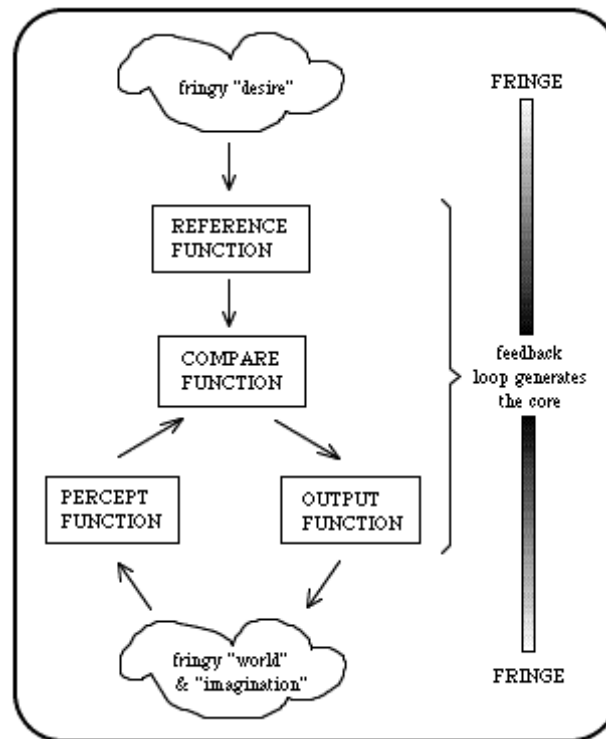 fringy "desire"
FRINGE
REFERENCE
FUNCTION
COMPARE
FUNCTION
feedback
loop generates
the core
PERCEPT
FUNCTION
OUTPUT
FUNCTION
fringy "world"
& "imagination"
FRINGE